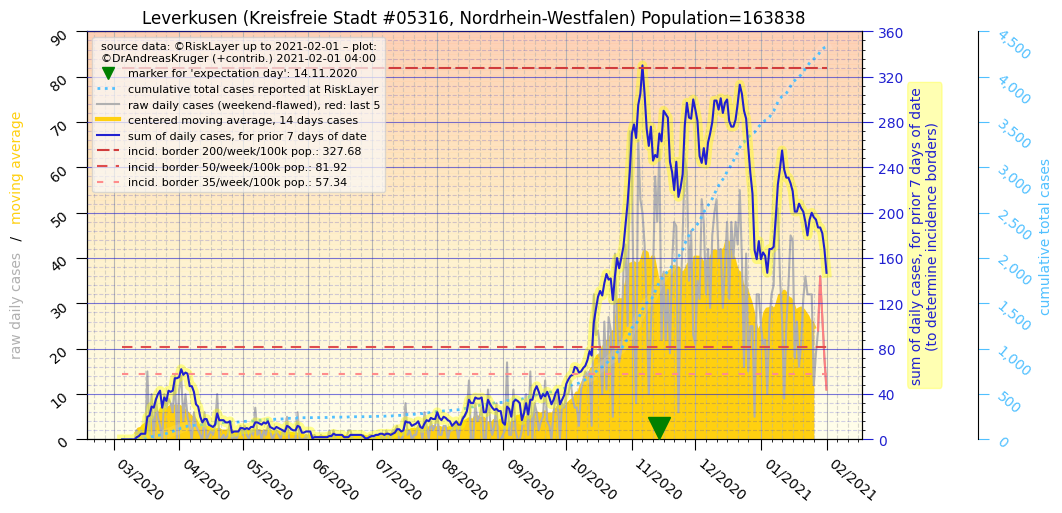 Leverkusen (Kreisfreie Stadt #05316, Nordrhein-Westfalen) Population=163838
source data: ©RiskLayer up to 2021-02-01 – plot:
©DrAndreasKruger (+contrib.) 2021-02-01 04:00
marker for 'expectation day': 14.11.2020
cumulative total cases reported at RiskLayer
raw daily cases (weekend-flawed), red: last 5
centered moving average, 14 days cases
sum of daily cases, for prior 7 days of date
incid. border 200/week/100k pop.: 327.68
incid. border 50/week/100k pop.: 81.92
incid. border 35/week/100k pop.: 57.34
raw daily cases / moving average
90
80
70
60
50
40
30
20
10
0
03/2020
04/2020
05/2020
06/2020
07/2020
08/2020
09/2020
10/2020
11/2020
12/2020
01/2021
02/2021
360
320
280
240
200
160
120
80
40
0
sum of daily cases, for prior 7 days of date
(to determine incidence borders)
4,500
4,000
3,500
3,000
2,500
2,000
1,500
1,000
500
0
cumulative total cases